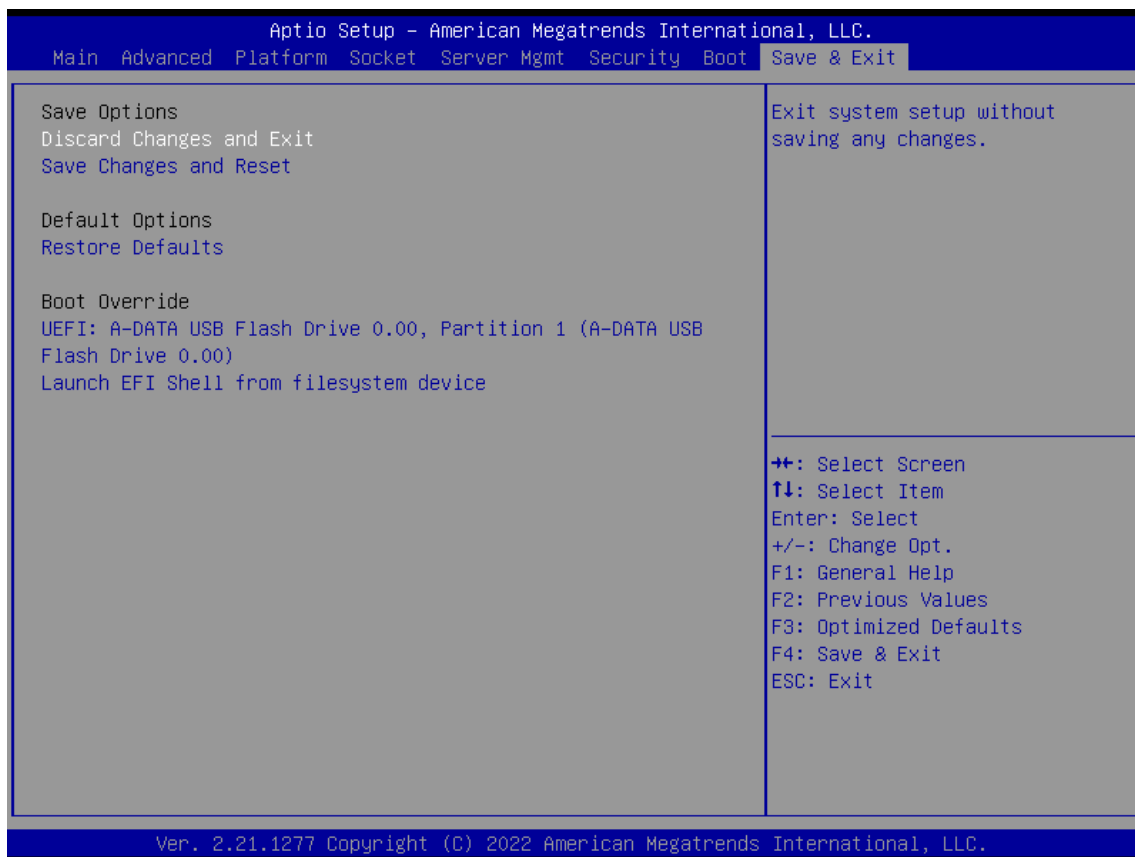 Aptio Setup – American Megatrends International, LLC.
Main Advanced Platform Socket Server Mgmt Security Boot Save & Exit
Save Options
Discard Changes and Exit
Save Changes and Reset
Default Options
Restore Defaults
Boot Override
UEFI: A-DATA USB Flash Drive 0.00, Partition 1 (A-DATA USB
Flash Drive 0.00)
Launch EFI Shell from filesystem device
Exit system setup without
saving any changes.
→←: Select Screen
↑↓: Select Item
Enter: Select
+/-: Change Opt.
F1: General Help
F2: Previous Values
F3: Optimized Defaults
F4: Save & Exit
ESC: Exit
Ver. 2.21.1277 Copyright (C) 2022 American Megatrends International, LLC.